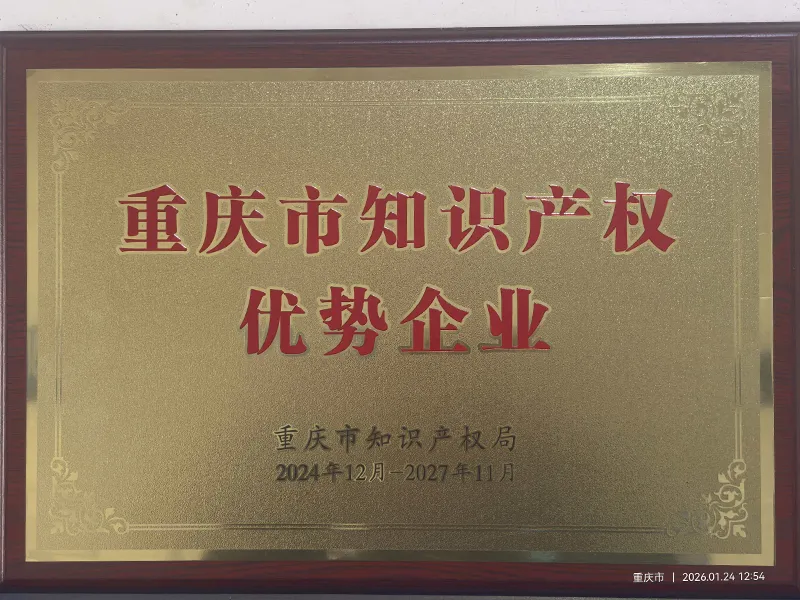 重庆市知识产权
优势企业
重庆市知识产权局
2024年12月-2027年11月
重庆市 | 2026.01.24 12:54